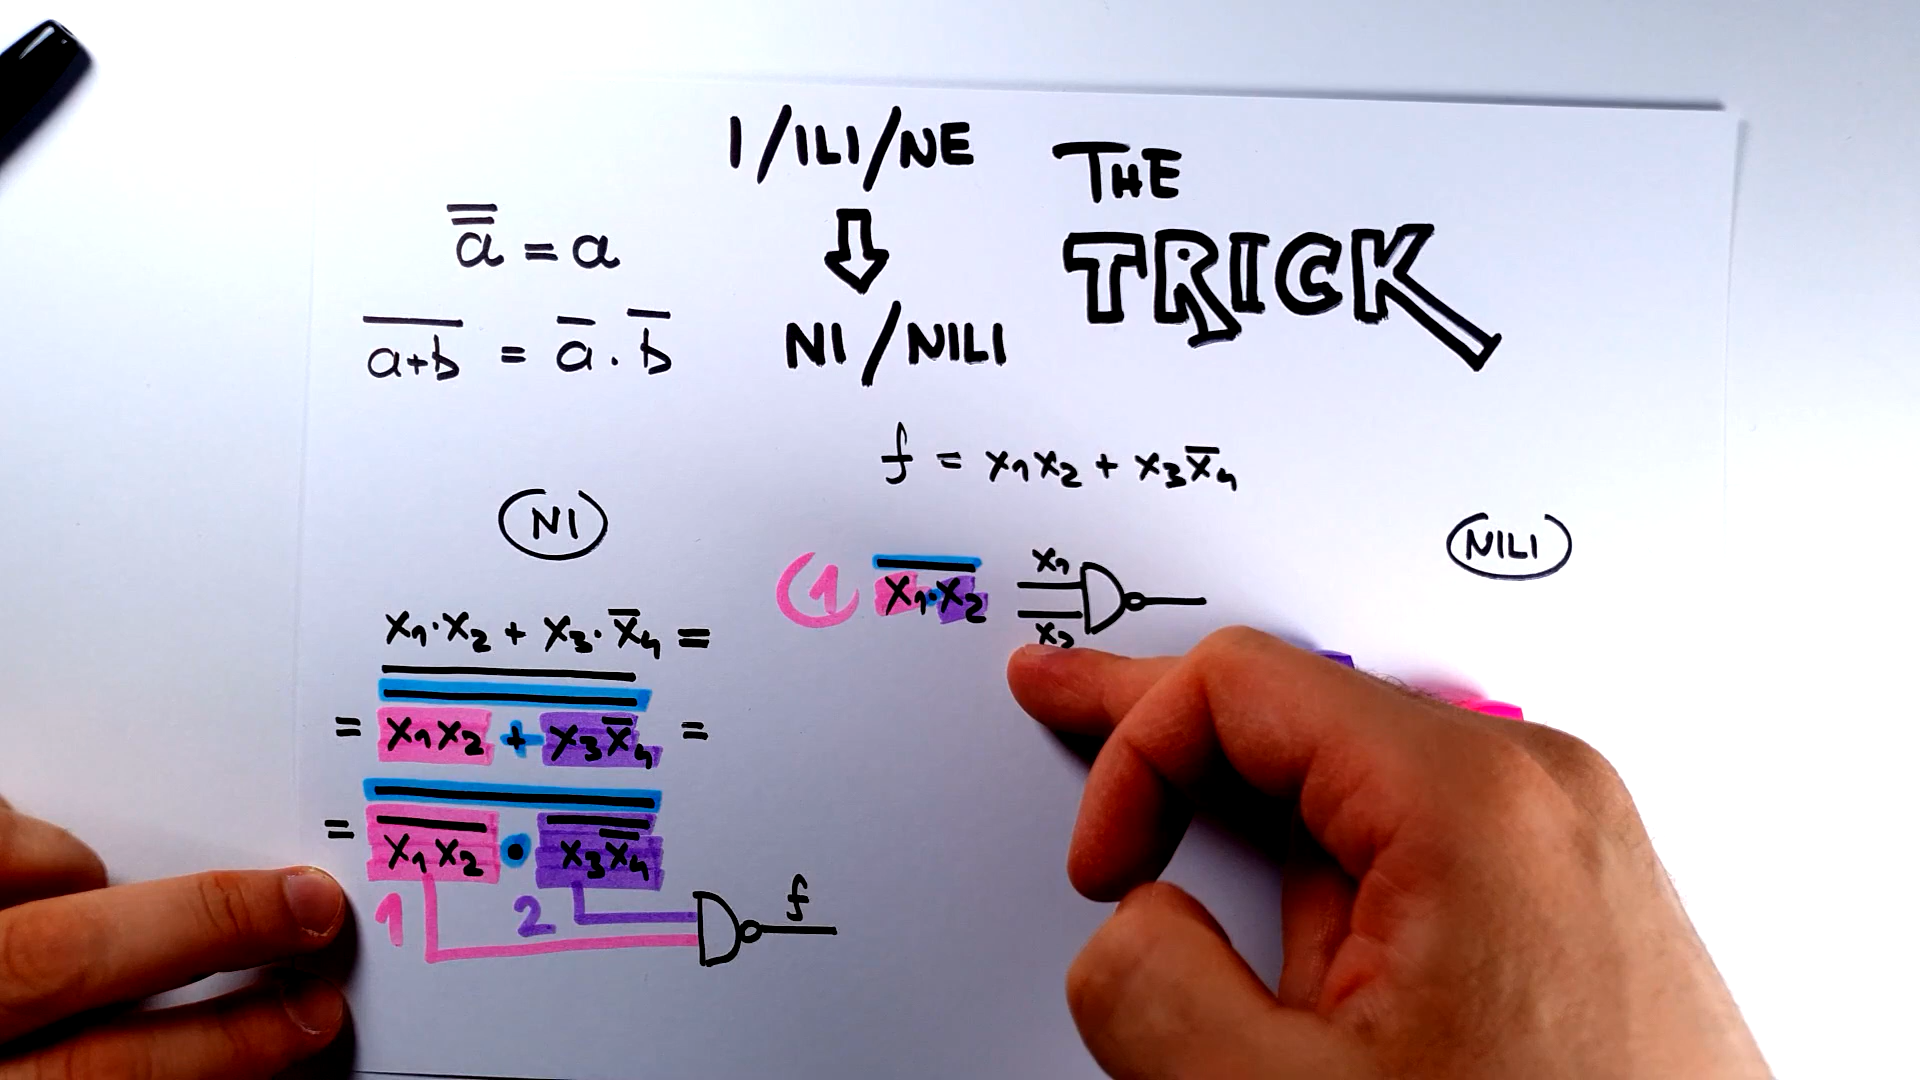 I/ILI/NE
THE
TRICK
NI/NILI
a̿ = a
a+b̅ = a̅ . b̅
f = x₁x₂ + x₃x̅₄
NI
NILI
1 x₁·x₂
x₁
x₂
x₁·x₂ + x₃·x̅₄ =
= x₁x₂ + x₃x̅₄ =
= x₁x₂ · x₃x̅₄
1 2 f